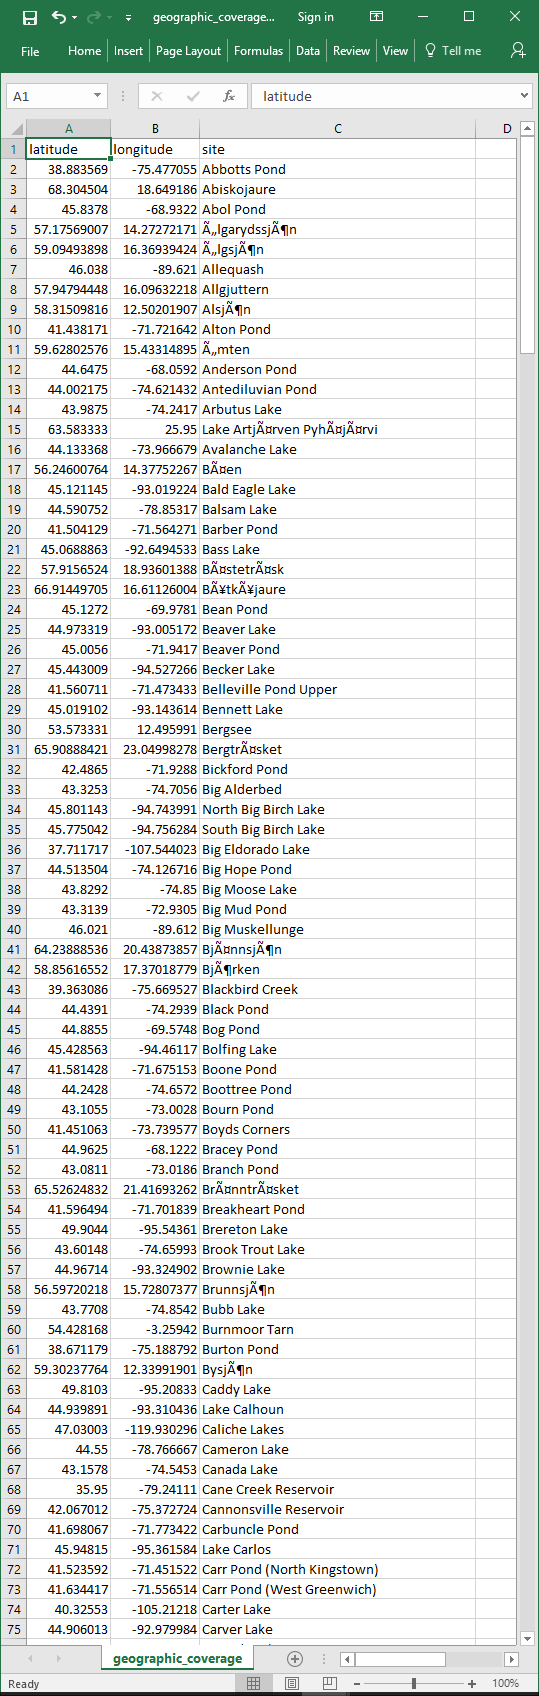 geographic_coverage... Sign in
File Home Insert Page Layout Formulas Data Review View Tell me
A1 fx latitude
A B C D
1 latitude longitude site
2 38.883569 -75.477055 Abbotts Pond
3 68.304504 18.649186 Abiskojaure
4 45.8378 -68.9322 Abol Pond
5 57.17569007 14.27272171 Ã„lgarydssjÃ¶n
6 59.09493898 16.36939424 Ã„lgsjÃ¶n
7 46.038 -89.621 Allequash
8 57.94794448 16.09632218 Allgjuttern
9 58.31509816 12.50201907 AlsjÃ¶n
10 41.438171 -71.721642 Alton Pond
11 59.62802576 15.43314895 Ã„mten
12 44.6475 -68.0592 Anderson Pond
13 44.002175 -74.621432 Antediluvian Pond
14 43.9875 -74.2417 Arbutus Lake
15 63.583333 25.95 Lake ArtjÃ¤rven PyhÃ¤jÃ¤rvi
16 44.133368 -73.966679 Avalanche Lake
17 56.24600764 14.37752267 BÃ¤en
18 45.121145 -93.019224 Bald Eagle Lake
19 44.590752 -78.85317 Balsam Lake
20 41.504129 -71.564271 Barber Pond
21 45.0688863 -92.6494533 Bass Lake
22 57.9156524 18.93601388 BÃ¤stetrÃ¤sk
23 66.91449705 16.61126004 BÃ¥tkÃ¥jaure
24 45.1272 -69.9781 Bean Pond
25 44.973319 -93.005172 Beaver Lake
26 45.0056 -71.9417 Beaver Pond
27 45.443009 -94.527266 Becker Lake
28 41.560711 -71.473433 Belleville Pond Upper
29 45.019102 -93.143614 Bennett Lake
30 53.573331 12.495991 Bergsee
31 65.90888421 23.04998278 BergtrÃ¤sket
32 42.4865 -71.9288 Bickford Pond
33 43.3253 -74.7056 Big Alderbed
34 45.801143 -94.743991 North Big Birch Lake
35 45.775042 -94.756284 South Big Birch Lake
36 37.711717 -107.544023 Big Eldorado Lake
37 44.513504 -74.126716 Big Hope Pond
38 43.8292 -74.85 Big Moose Lake
39 43.3139 -72.9305 Big Mud Pond
40 46.021 -89.612 Big Muskellunge
41 64.23888536 20.43873857 BjÃ¤nnsjÃ¶n
42 58.85616552 17.37018779 BjÃ¶rken
43 39.363086 -75.669527 Blackbird Creek
44 44.4391 -74.2939 Black Pond
45 44.8855 -69.5748 Bog Pond
46 45.428563 -94.46117 Bolfing Lake
47 41.581428 -71.675153 Boone Pond
48 44.2428 -74.6572 Boottree Pond
49 43.1055 -73.0028 Bourn Pond
50 41.451063 -73.739577 Boyds Corners
51 44.9625 -68.1222 Bracey Pond
52 43.0811 -73.0186 Branch Pond
53 65.52624832 21.41693262 BrÃ¤nntrÃ¤sket
54 41.596494 -71.701839 Breakheart Pond
55 49.9044 -95.54361 Brereton Lake
56 43.60148 -74.65993 Brook Trout Lake
57 44.96714 -93.324902 Brownie Lake
58 56.59720218 15.72807377 BrunnsjÃ¶n
59 43.7708 -74.8542 Bubb Lake
60 54.428168 -3.25942 Burnmoor Tarn
61 38.671179 -75.188792 Burton Pond
62 59.30237764 12.33991901 BysjÃ¶n
63 49.8103 -95.20833 Caddy Lake
64 44.939891 -93.310436 Lake Calhoun
65 47.03003 -119.930296 Caliche Lakes
66 44.55 -78.766667 Cameron Lake
67 43.1578 -74.5453 Canada Lake
68 35.95 -79.24111 Cane Creek Reservoir
69 42.067012 -75.372724 Cannonsville Reservoir
70 41.698067 -71.773422 Carbuncle Pond
71 45.94815 -95.361584 Lake Carlos
72 41.523592 -71.451522 Carr Pond (North Kingstown)
73 41.634417 -71.556514 Carr Pond (West Greenwich)
74 40.32553 -105.21218 Carter Lake
75 44.906013 -92.979984 Carver Lake
geographic_coverage
Ready 100%